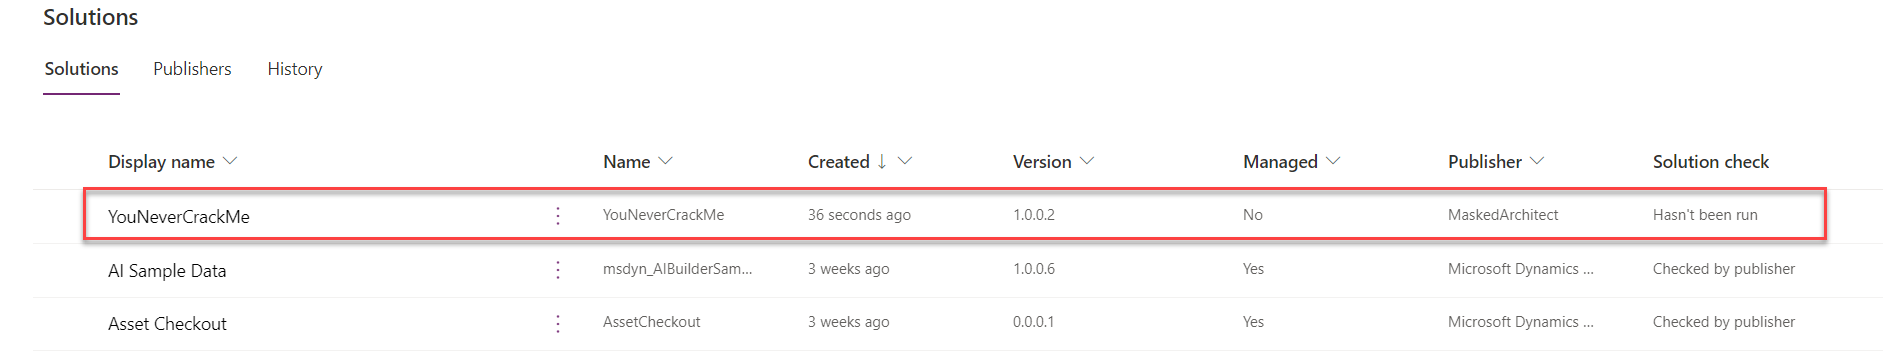 Solutions
Solutions Publishers History
Display name Name Created Version Managed Publisher Solution check
YouNeverCrackMe YouNeverCrackMe 36 seconds ago 1.0.0.2 No MaskedArchitect Hasn't been run
AI Sample Data msdyn_AIBuilderSam... 3 weeks ago 1.0.0.6 Yes Microsoft Dynamics ... Checked by publisher
Asset Checkout AssetCheckout 3 weeks ago 0.0.0.1 Yes Microsoft Dynamics ... Checked by publisher